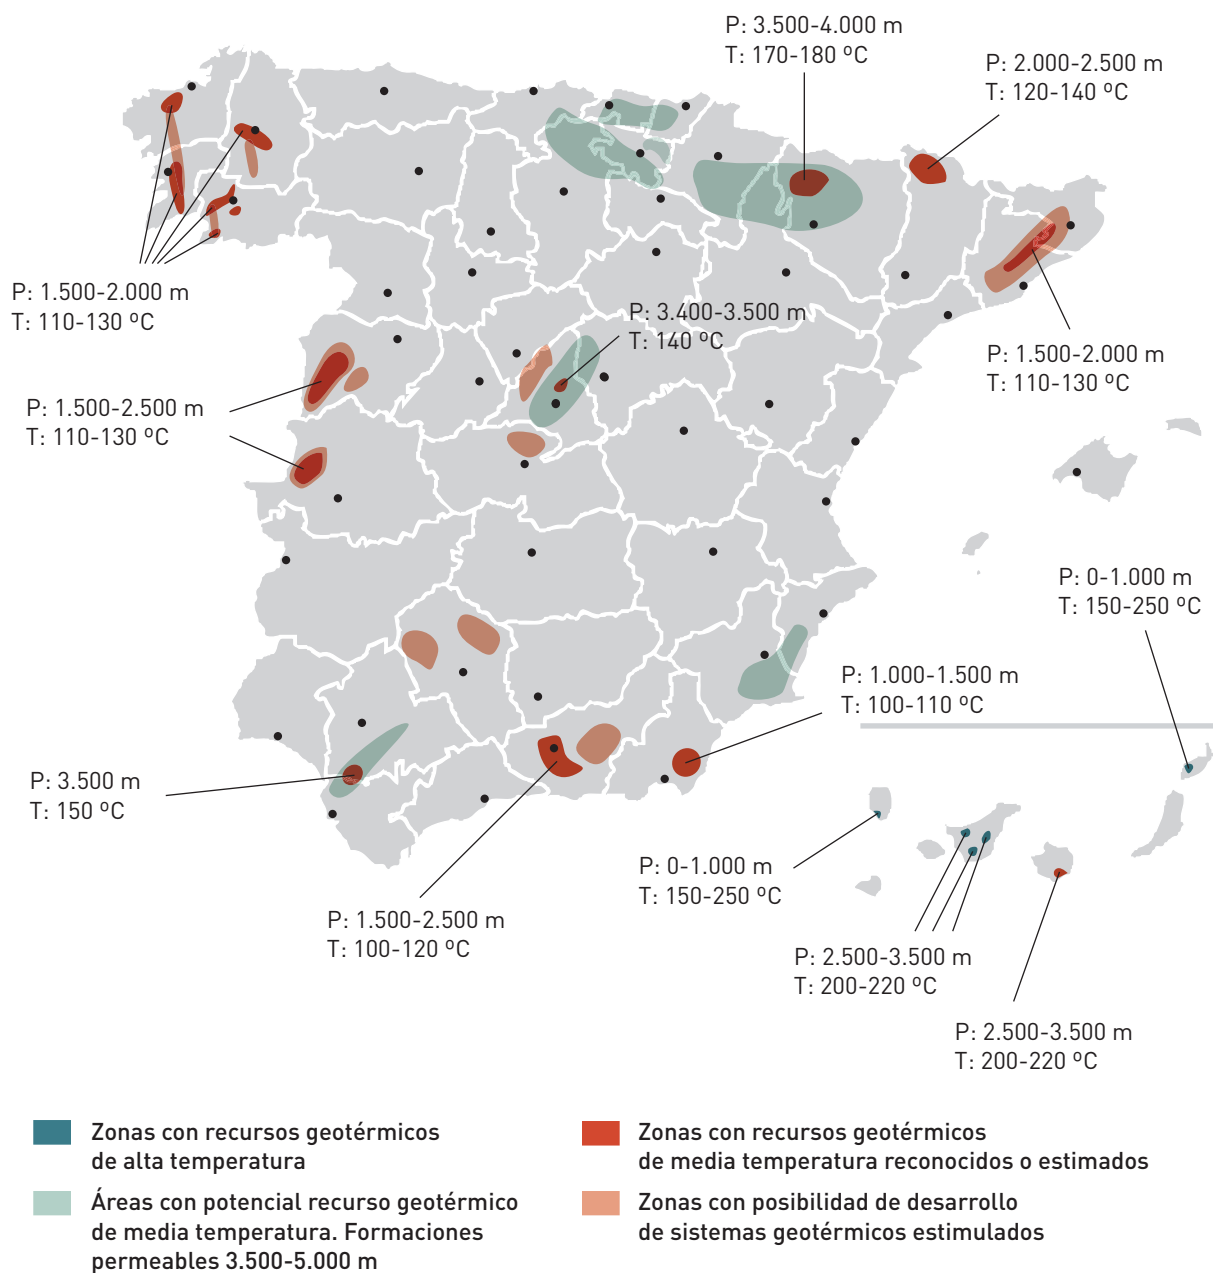 P: 3.500-4.000 m
T: 170-180 ºC
P: 2.000-2.500 m
T: 120-140 ºC
P: 1.500-2.000 m
T: 110-130 ºC
P: 3.400-3.500 m
T: 140 ºC
P: 1.500-2.000 m
T: 110-130 ºC
P: 1.500-2.500 m
T: 110-130 ºC
P: 0-1.000 m
T: 150-250 ºC
P: 1.000-1.500 m
T: 100-110 ºC
P: 3.500 m
T: 150 ºC
P: 0-1.000 m
T: 150-250 ºC
P: 1.500-2.500 m
T: 100-120 ºC
P: 2.500-3.500 m
T: 200-220 ºC
P: 2.500-3.500 m
T: 200-220 ºC
Zonas con recursos geotérmicos
de alta temperatura
Áreas con potencial recurso geotérmico
de media temperatura. Formaciones
permeables 3.500-5.000 m
Zonas con recursos geotérmicos
de media temperatura reconocidos o estimados
Zonas con posibilidad de desarrollo
de sistemas geotérmicos estimulados